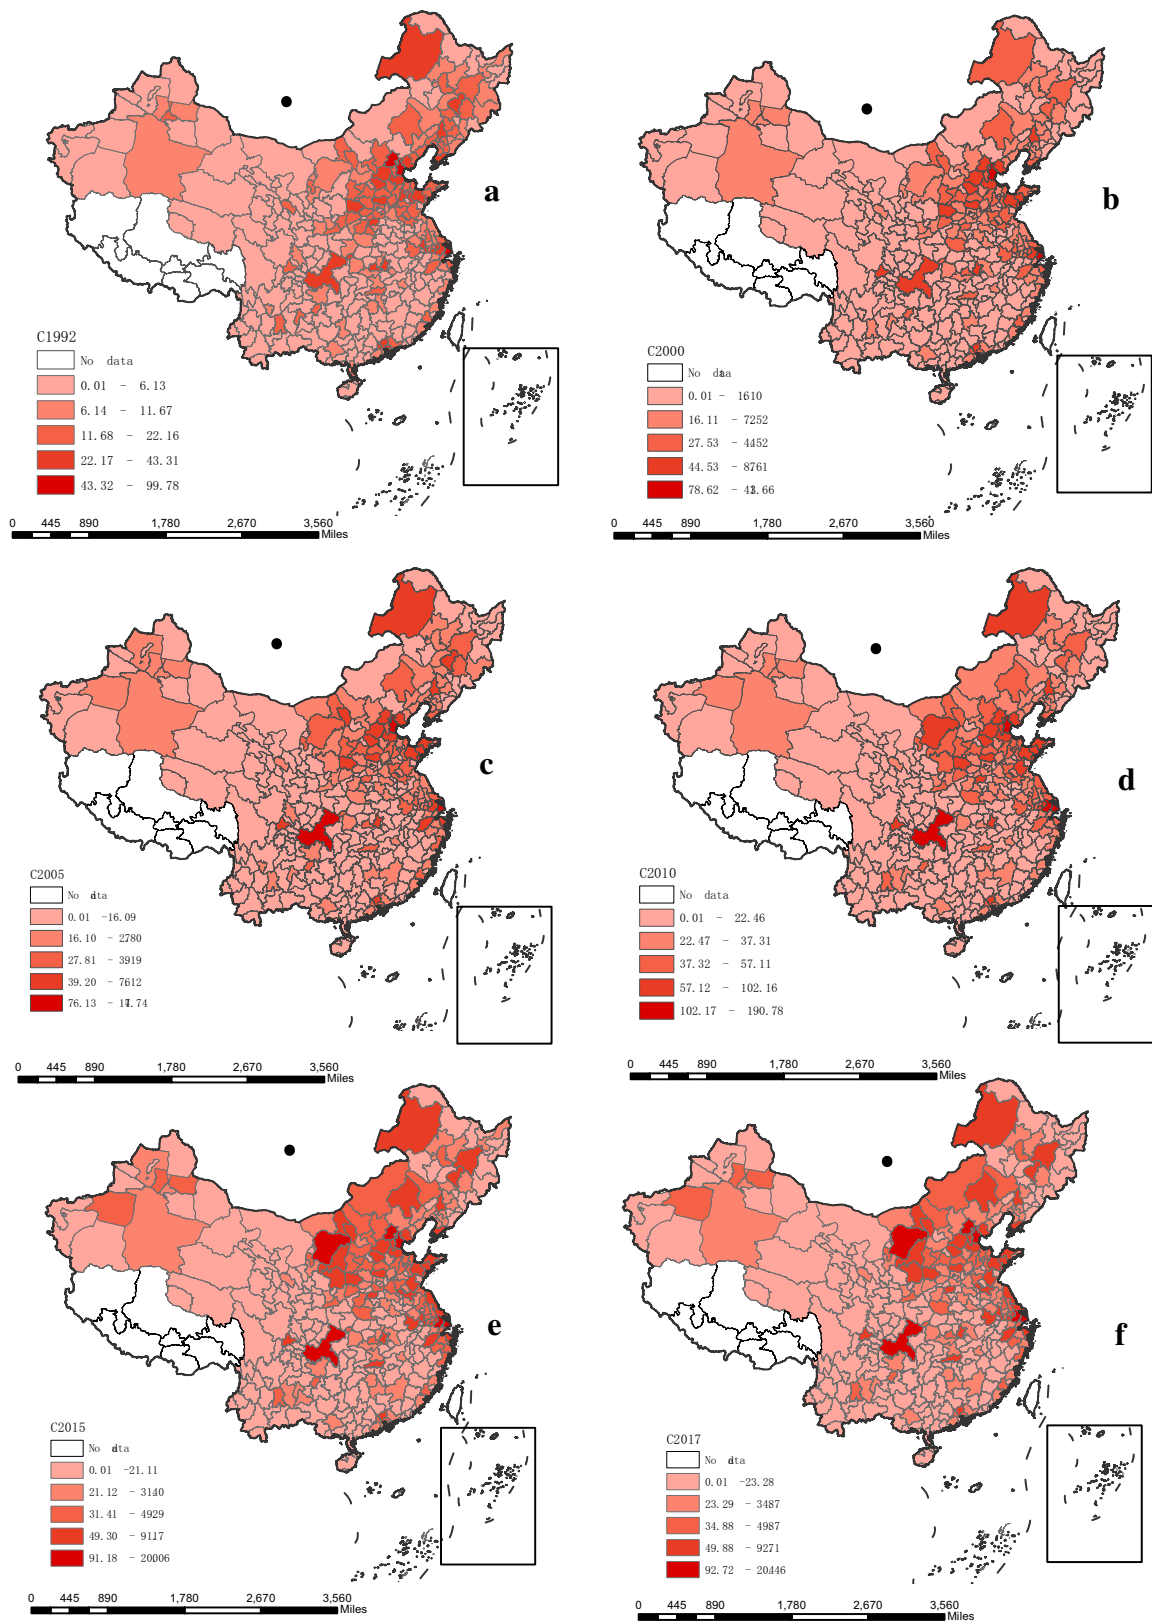 a
C1992
No data
0.01 - 6.13
6.14 - 11.67
11.68 - 22.16
22.17 - 43.31
43.32 - 99.78
0 445 890 1,780 2,670 3,560
Miles
b
C2000
No data
0.01 - 1610
16.11 - 7252
27.53 - 4452
44.53 - 8761
78.62 -
0 445 890 1,780 2,670 3,560
Miles
c
C2005
No data
0.01 -16.09
16.10 - 2780
27.81 - 3919
39.20 - 7612
76.13 -
0 445 890 1,780 2,670 3,560
Miles
d
C2010
No data
0.01 - 22.46
22.47 - 37.31
37.32 - 57.11
57.12 - 102.16
102.17 - 190.78
0 445 890 1,780 2,670 3,560
Miles
e
C2015
No data
0.01 -21.11
21.12 - 3140
31.41 - 4929
49.30 - 9117
91.18 - 20006
0 445 890 1,780 2,670 3,560
Miles
f
C2017
No data
0.01 -23.28
23.29 - 3487
34.88 - 4987
49.88 - 9271
92.72 - 20446
0 445 890 1,780 2,670 3,560
Miles